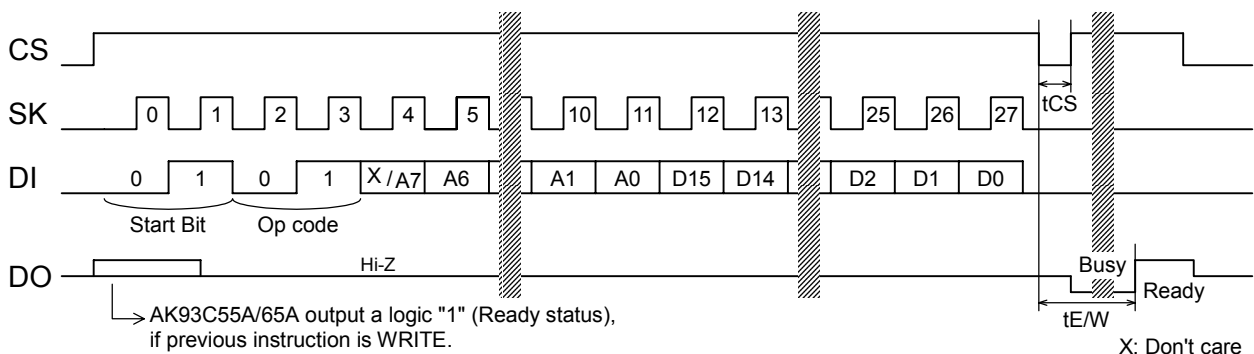 CS
tCS
SK 0 1 2 3 4 5 10 11 12 13 25 26 27
DI 0 1 0 1 X /A7 A6 A1 A0 D15 D14 D2 D1 D0
Start Bit Op code
DO Hi-Z Busy Ready
tE/W
AK93C55A/65A output a logic "1" (Ready status),
if previous instruction is WRITE.
X: Don't care